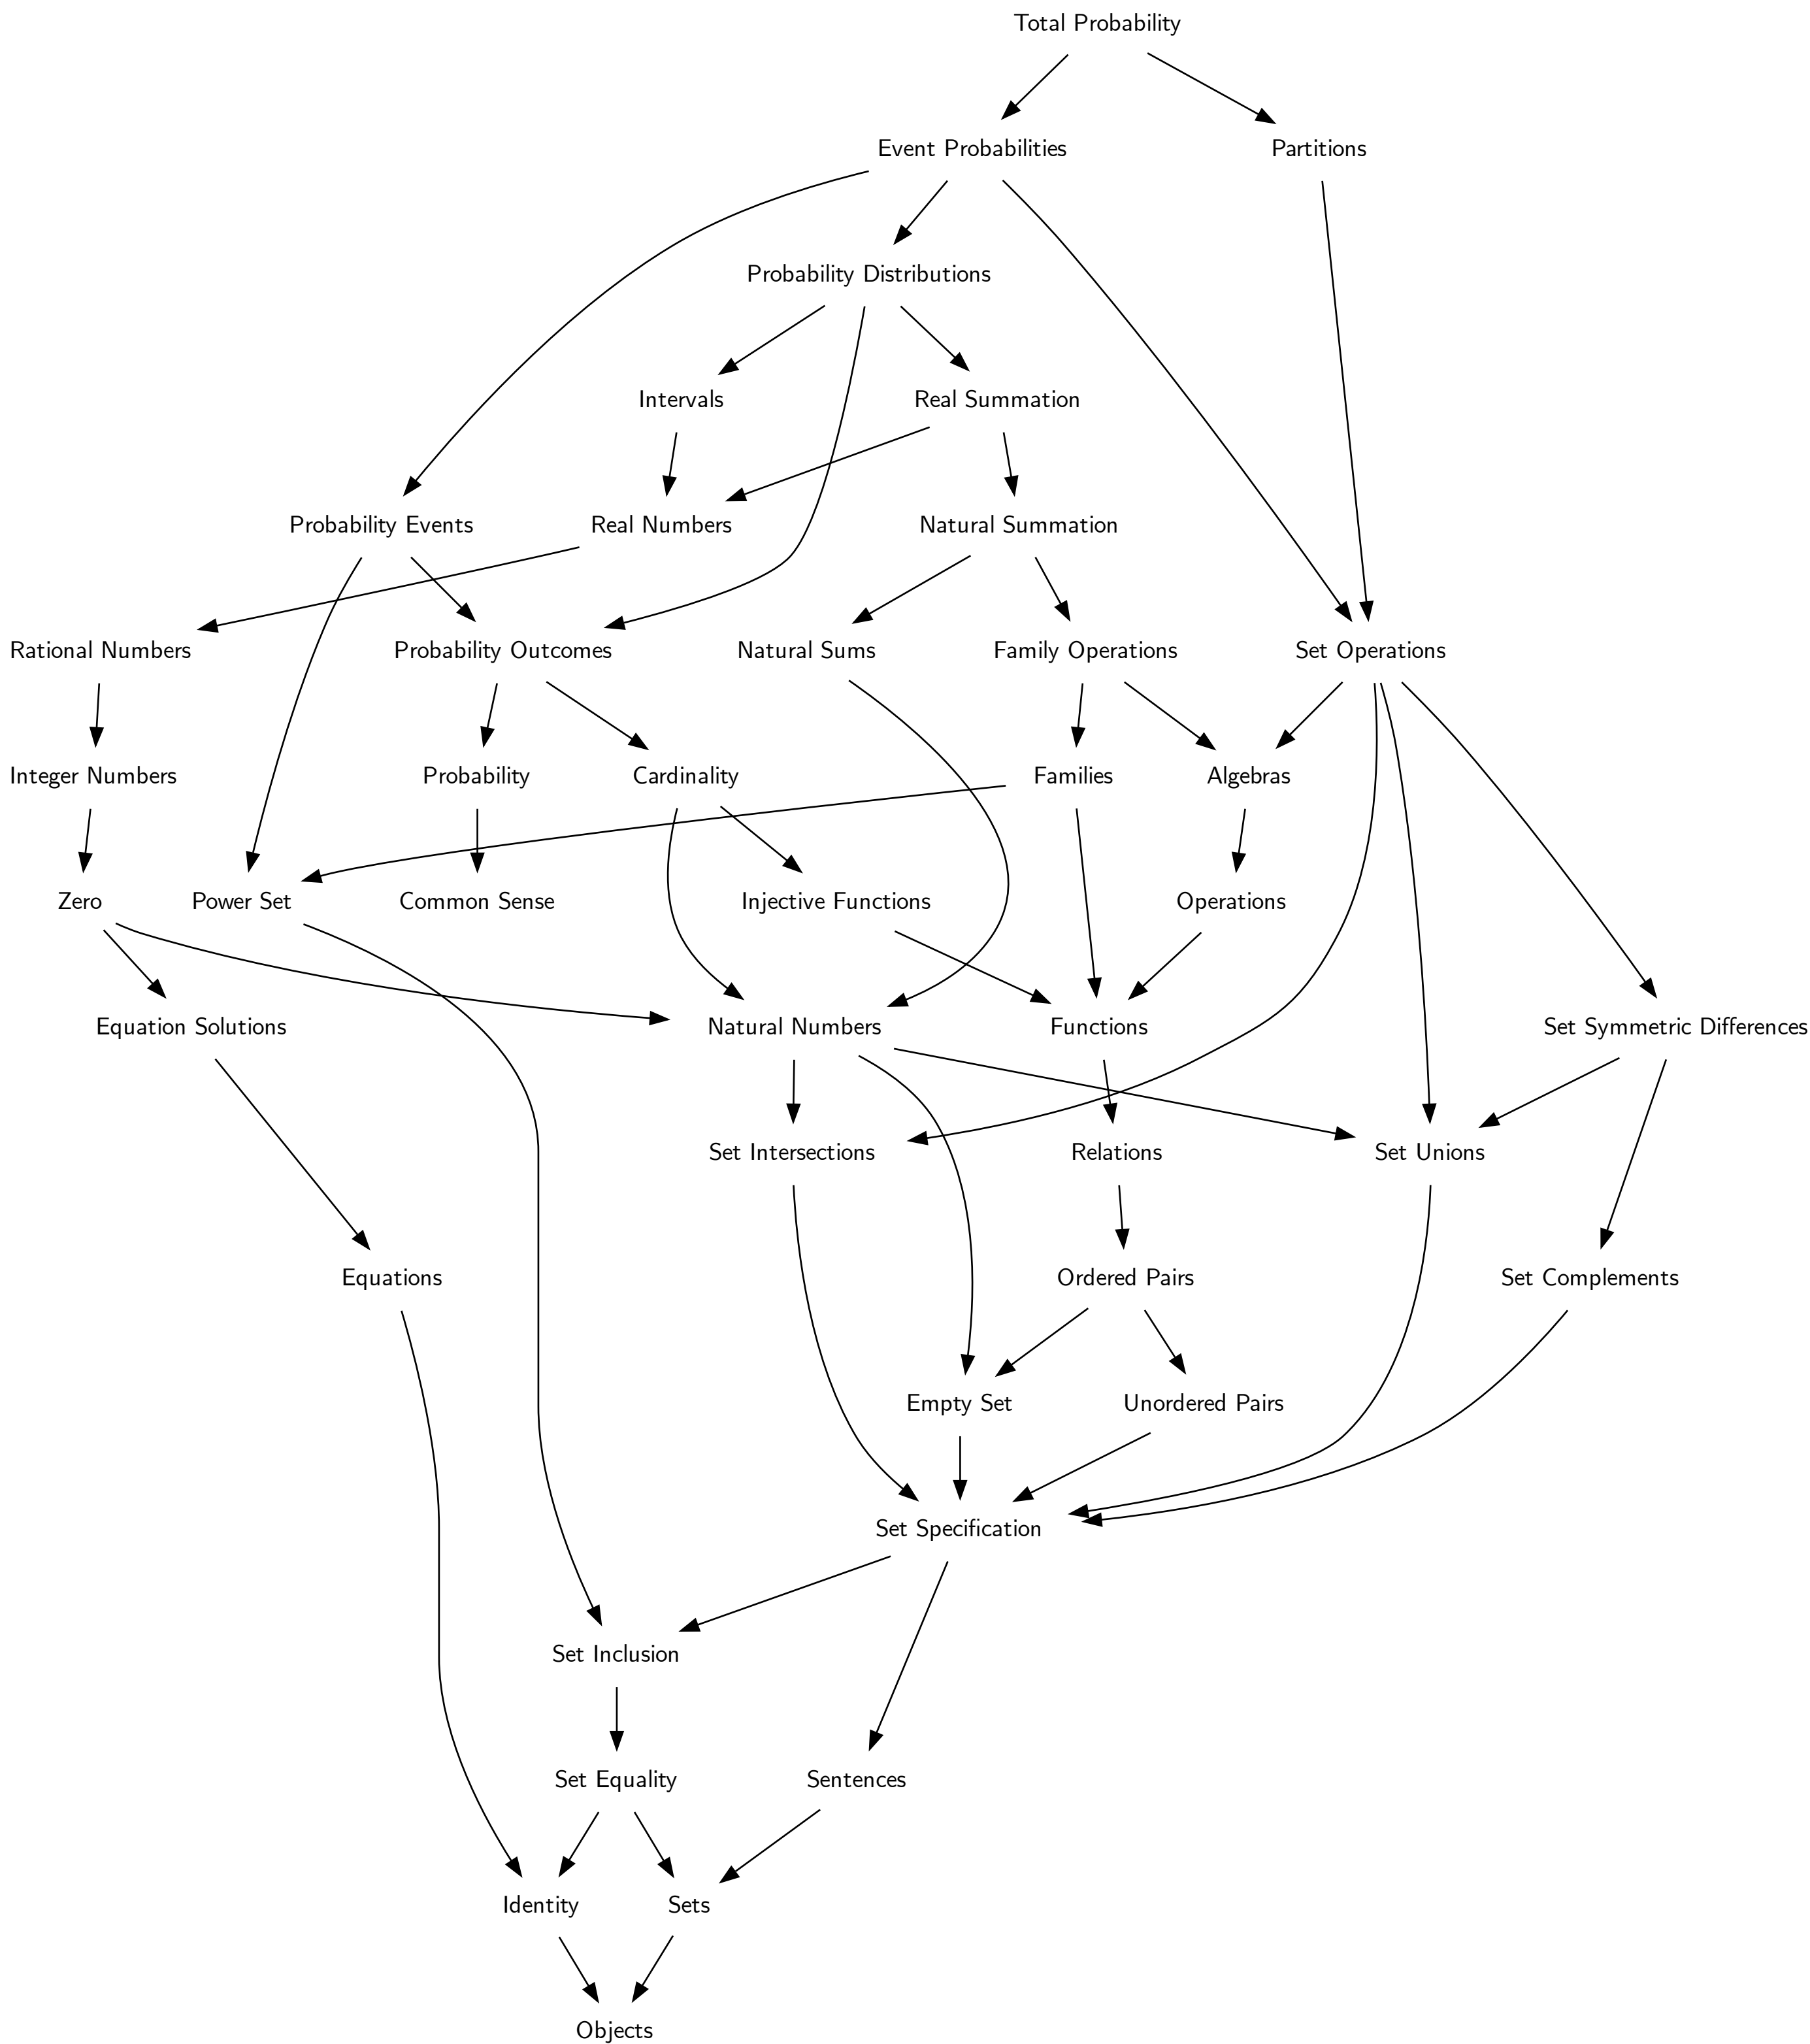 Total Probability
Event Probabilities
Partitions
Probability Distributions
Intervals
Real Summation
Probability Events
Real Numbers
Natural Summation
Rational Numbers
Probability Outcomes
Natural Sums
Family Operations
Set Operations
Integer Numbers
Probability
Cardinality
Families
Algebras
Zero
Power Set
Common Sense
Injective Functions
Operations
Equation Solutions
Natural Numbers
Functions
Set Symmetric Differences
Set Intersections
Relations
Set Unions
Equations
Ordered Pairs
Set Complements
Empty Set
Unordered Pairs
Set Specification
Set Inclusion
Set Equality
Sentences
Identity
Sets
Objects